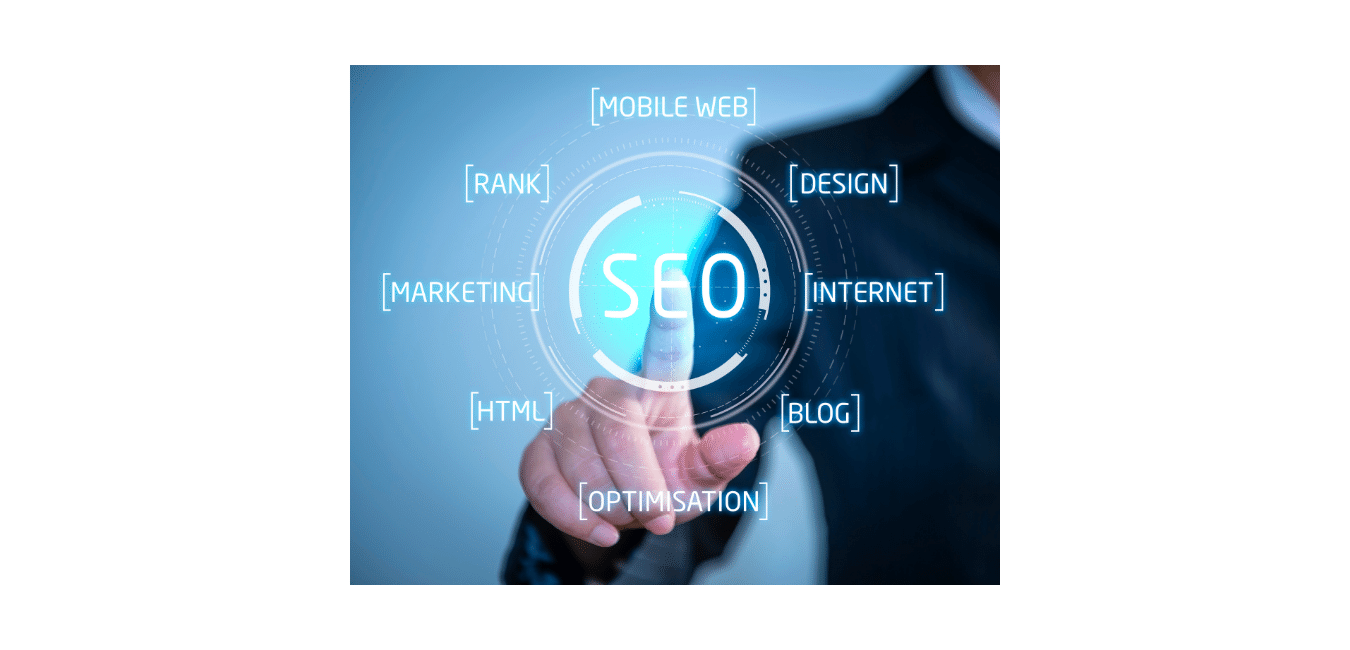 [MOBILE WEB]
[RANK]
[DESIGN]
SEO
[MARKETING]
[INTERNET]
[HTML]
[BLOG]
[OPTIMISATION]